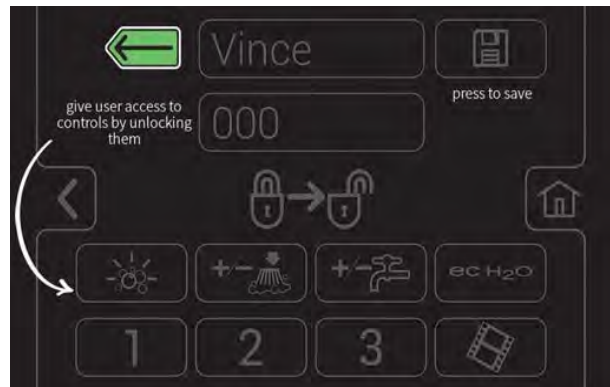 Vince
press to save
give user access to
controls by unlocking
them
000
+/- +/- ec H2O
1 2 3